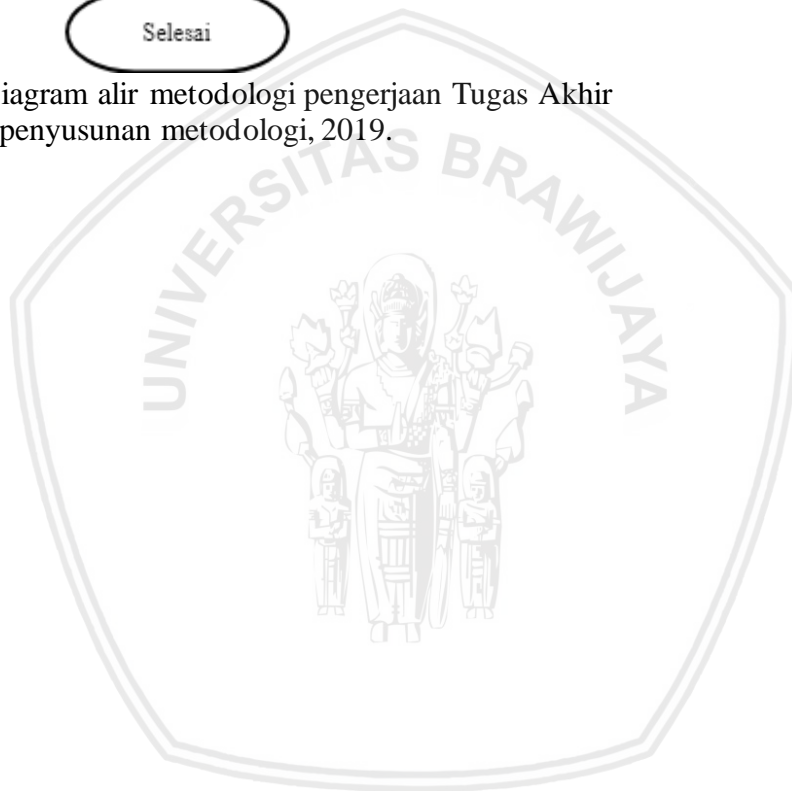 Selesai
iagram alir metodologi pengerjaan Tugas Akhir
penyusunan metodologi, 2019.
UNIVERSITAS BRAWIJAYA